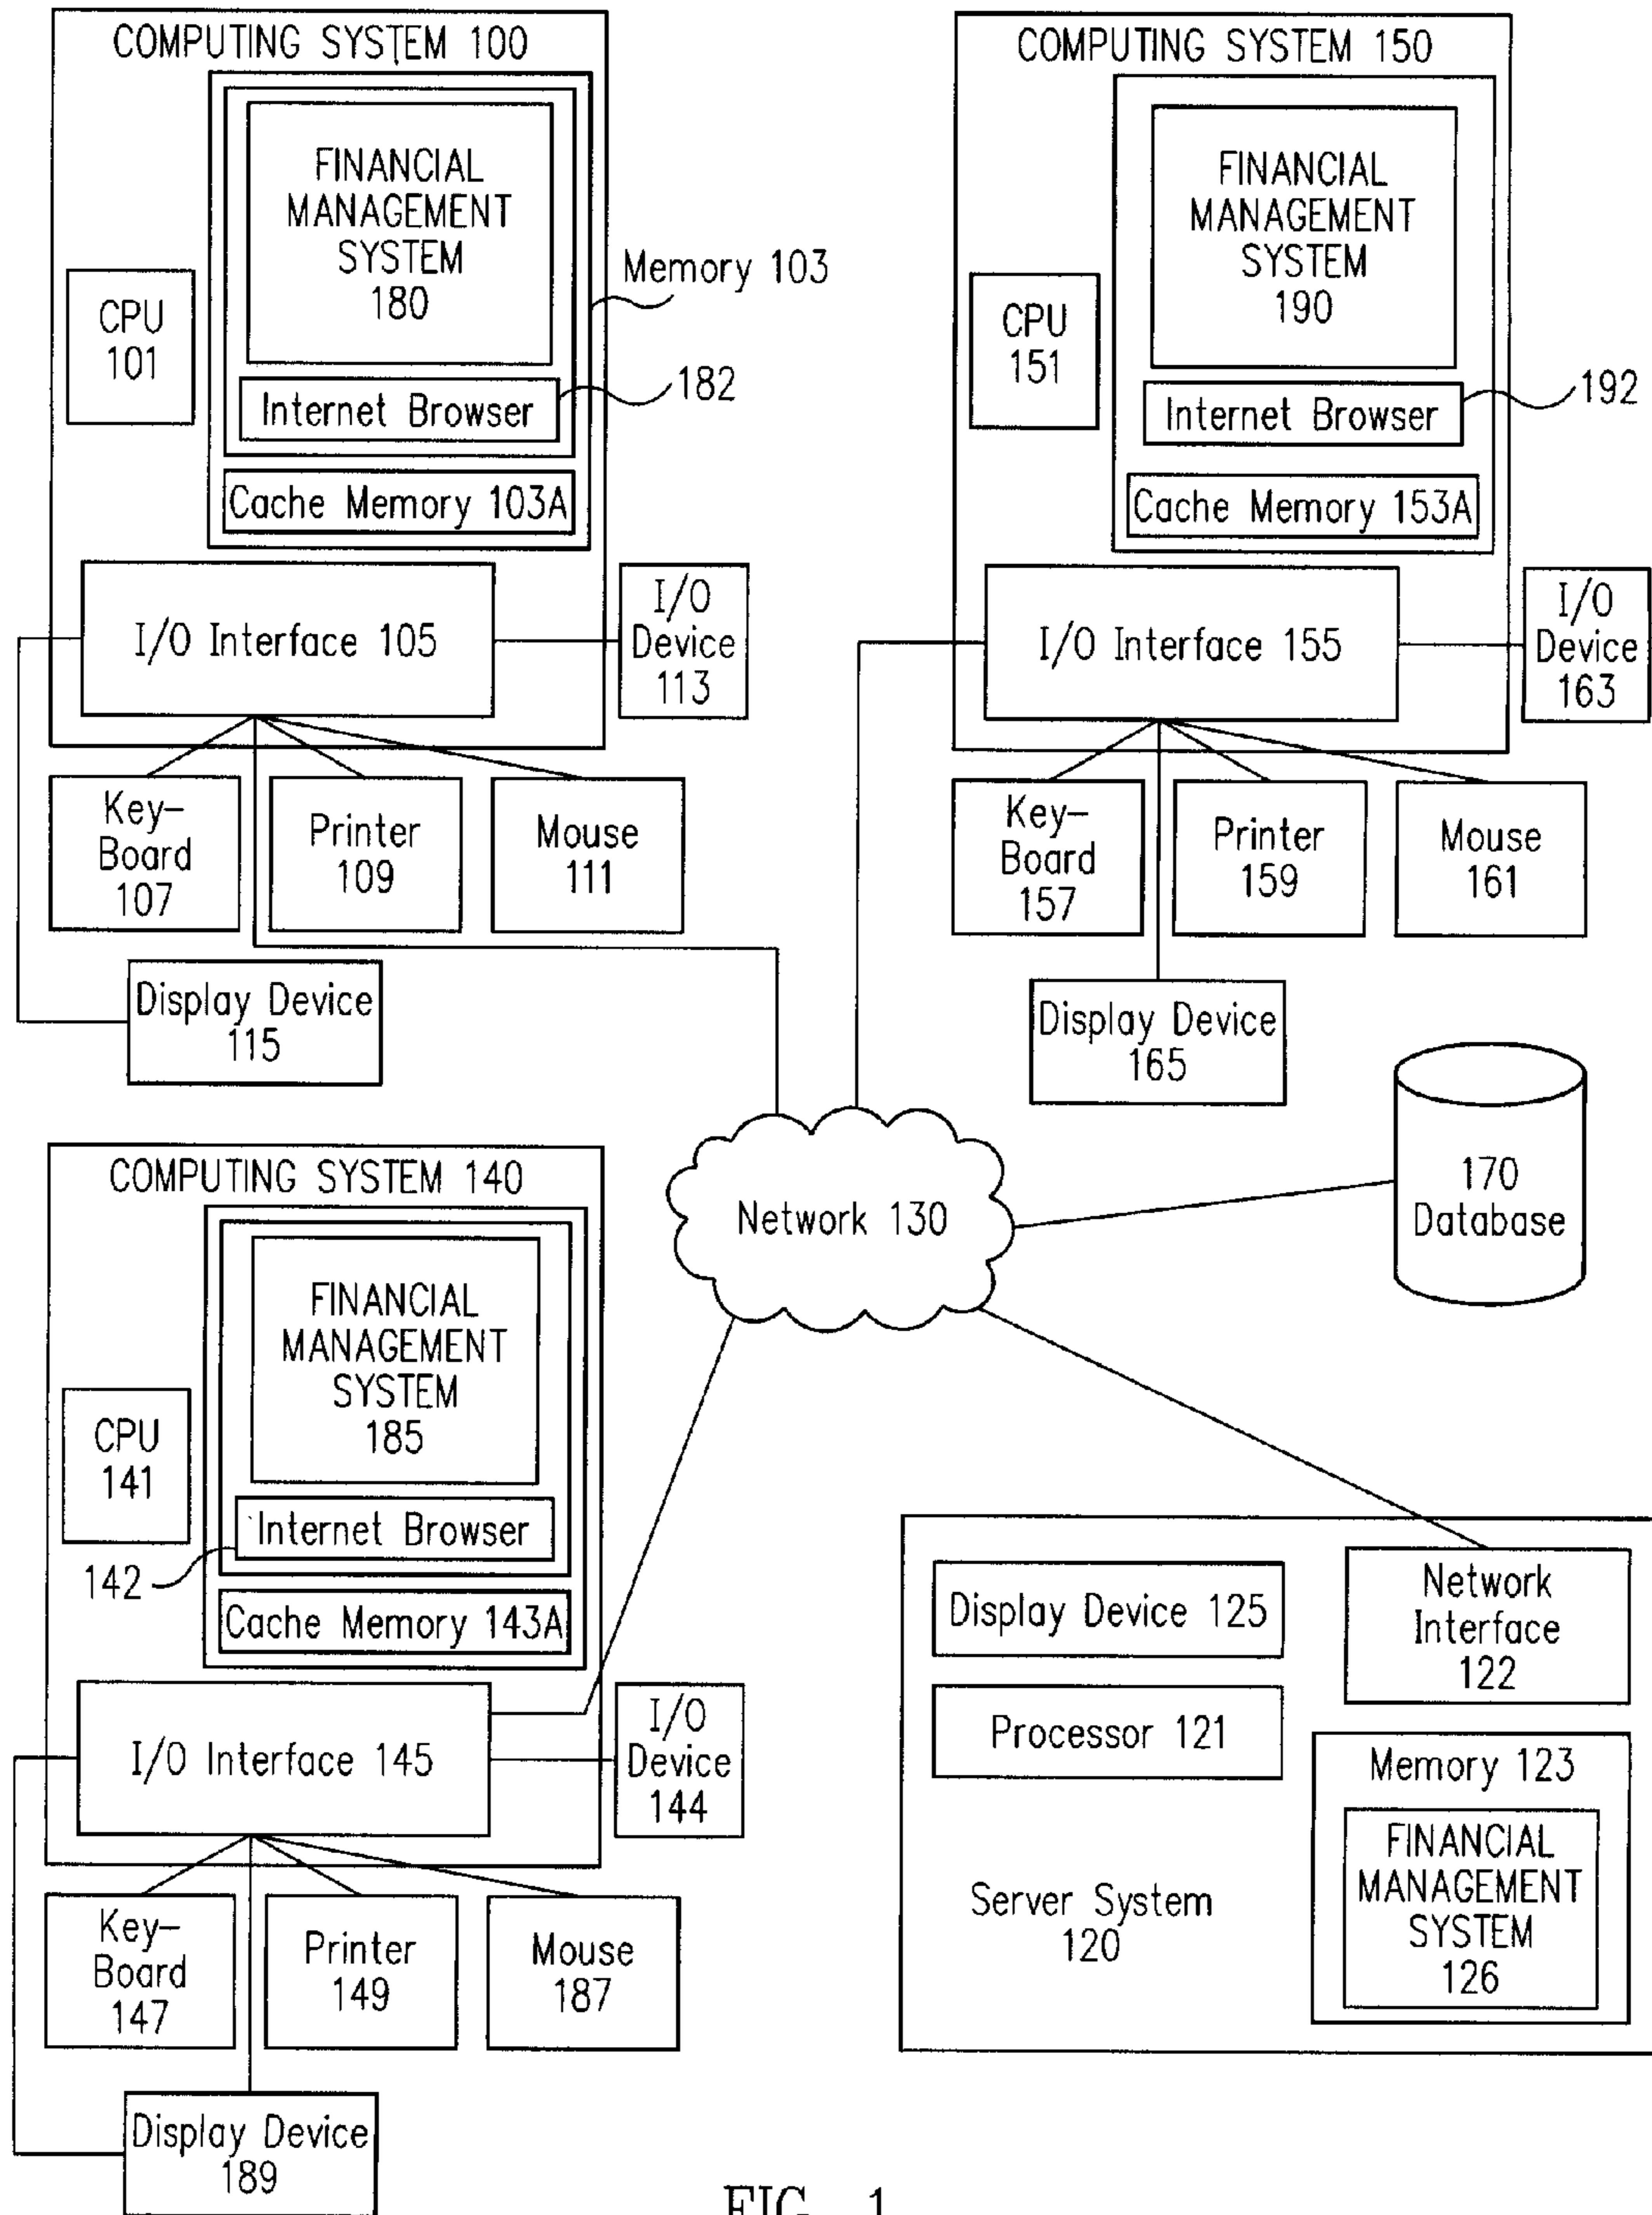 COMPUTING SYSTEM 100
FINANCIAL
MANAGEMENT
SYSTEM
180
Memory 103
CPU
101
182
Internet Browser
Cache Memory 103A
I/O Interface 105
I/O
Device
113
Key-
Board
107
Printer
109
Mouse
111
Display Device
115
COMPUTING SYSTEM 150
FINANCIAL
MANAGEMENT
SYSTEM
190
CPU
151
192
Internet Browser
Cache Memory 153A
I/O Interface 155
I/O
Device
163
Key-
Board
157
Printer
159
Mouse
161
Display Device
165
Network 130
170
Database
COMPUTING SYSTEM 140
FINANCIAL
MANAGEMENT
SYSTEM
185
CPU
141
Internet Browser
142
Cache Memory 143A
I/O Interface 145
I/O
Device
144
Key-
Board
147
Printer
149
Mouse
187
Display Device
189
Display Device 125
Network
Interface
122
Processor 121
Memory 123
FINANCIAL
MANAGEMENT
SYSTEM
126
Server System
120
FIG. 1